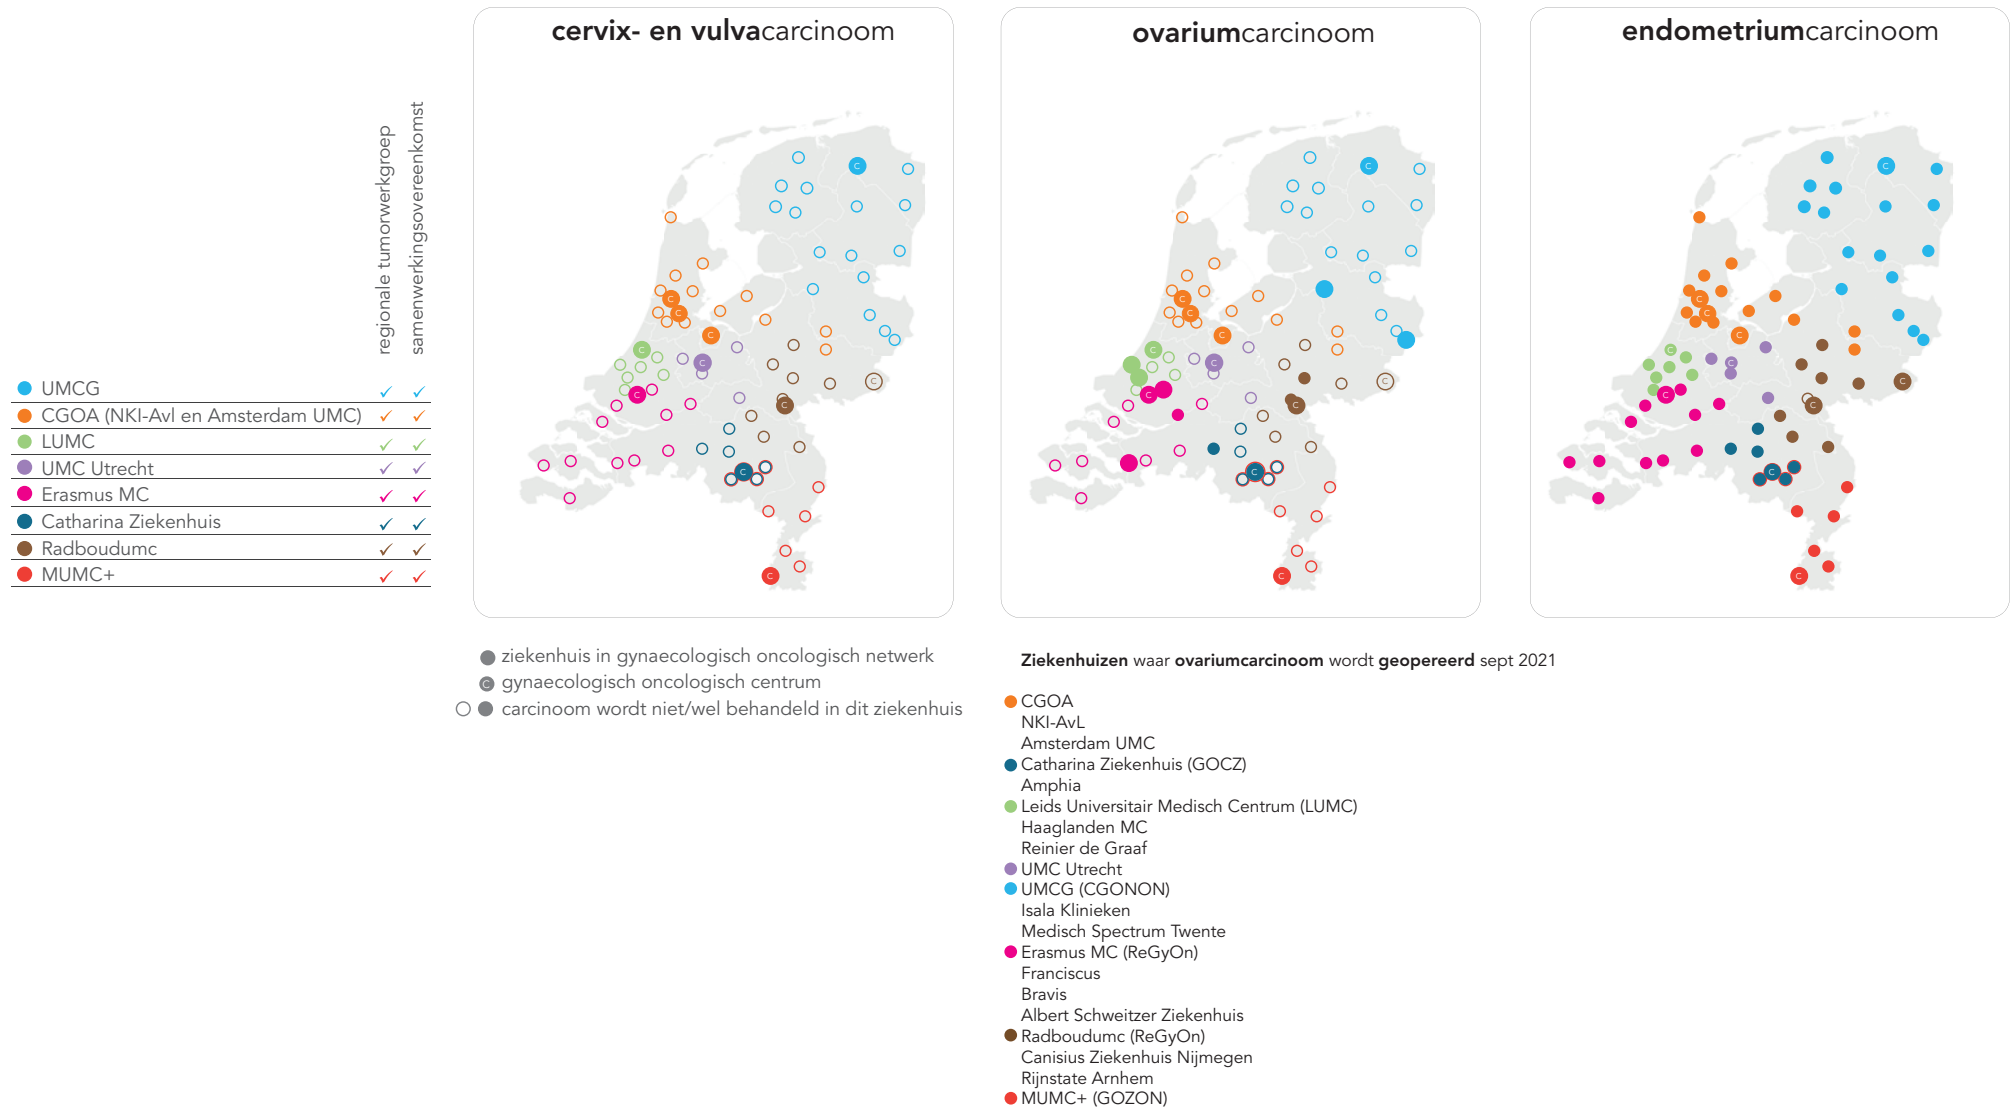 cervix- en vulvacarcinoom
ovariumcarcinoom
endometriumcarcinoom
regionale tumorwerkgroep
samenwerkingsovereenkomst
UMCG
CGOA (NKI-Avl en Amsterdam UMC)
LUMC
UMC Utrecht
Erasmus MC
Catharina Ziekenhuis
Radboudumc
MUMC+
ziekenhuis in gynaecologisch oncologisch netwerk
C gynaecologisch oncologisch centrum
carcinoom wordt niet/wel behandeld in dit ziekenhuis
Ziekenhuizen waar ovariumcarcinoom wordt geopereerd sept 2021
CGOA
NKI-AvL
Amsterdam UMC
Catharina Ziekenhuis (GOCZ)
Amphia
Leids Universitair Medisch Centrum (LUMC)
Haaglanden MC
Reinier de Graaf
UMC Utrecht
UMCG (CGONON)
Isala Klinieken
Medisch Spectrum Twente
Erasmus MC (ReGyOn)
Franciscus
Bravis
Albert Schweitzer Ziekenhuis
Radboudumc (ReGyOn)
Canisius Ziekenhuis Nijmegen
Rijnstate Arnhem
MUMC+ (GOZON)